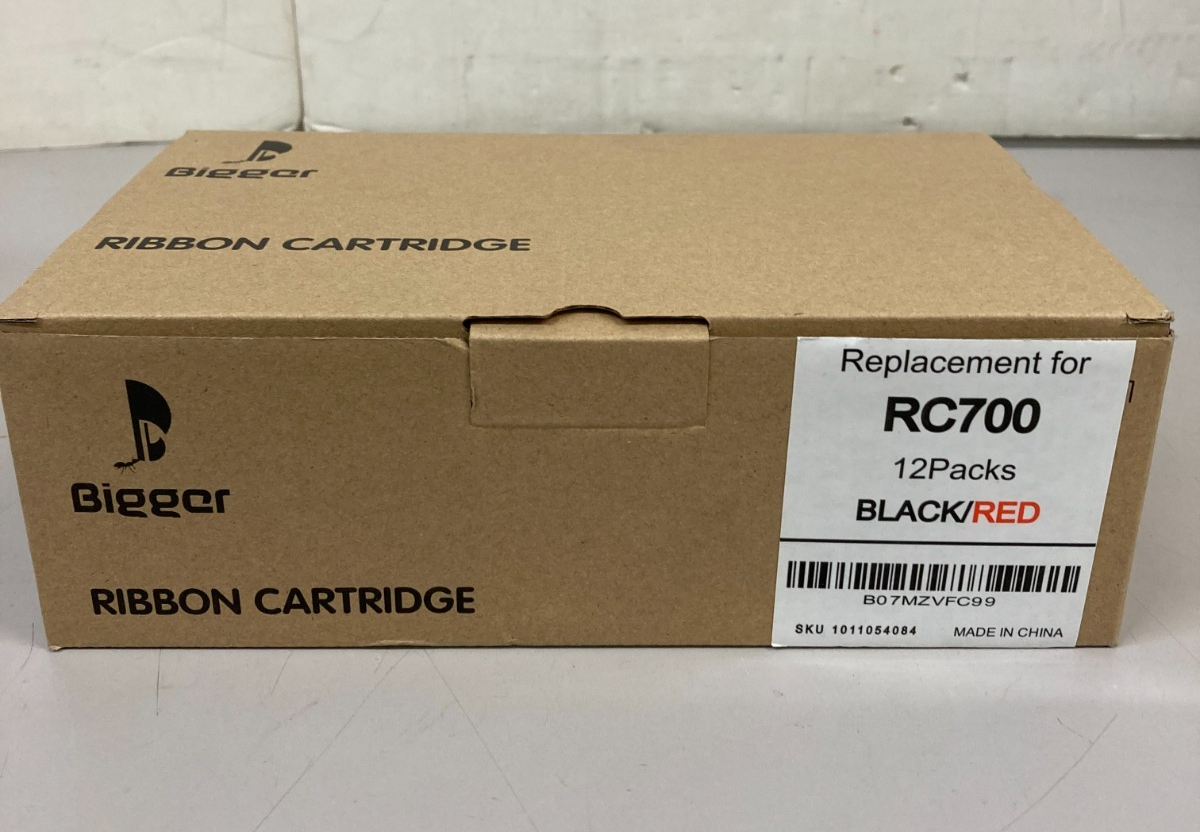 Bigger
RIBBON CARTRIDGE
Bigger
RIBBON CARTRIDGE
Replacement for
RC700
12Packs
BLACK/RED
B07MZVFC99
SKU 1011054084 MADE IN CHINA